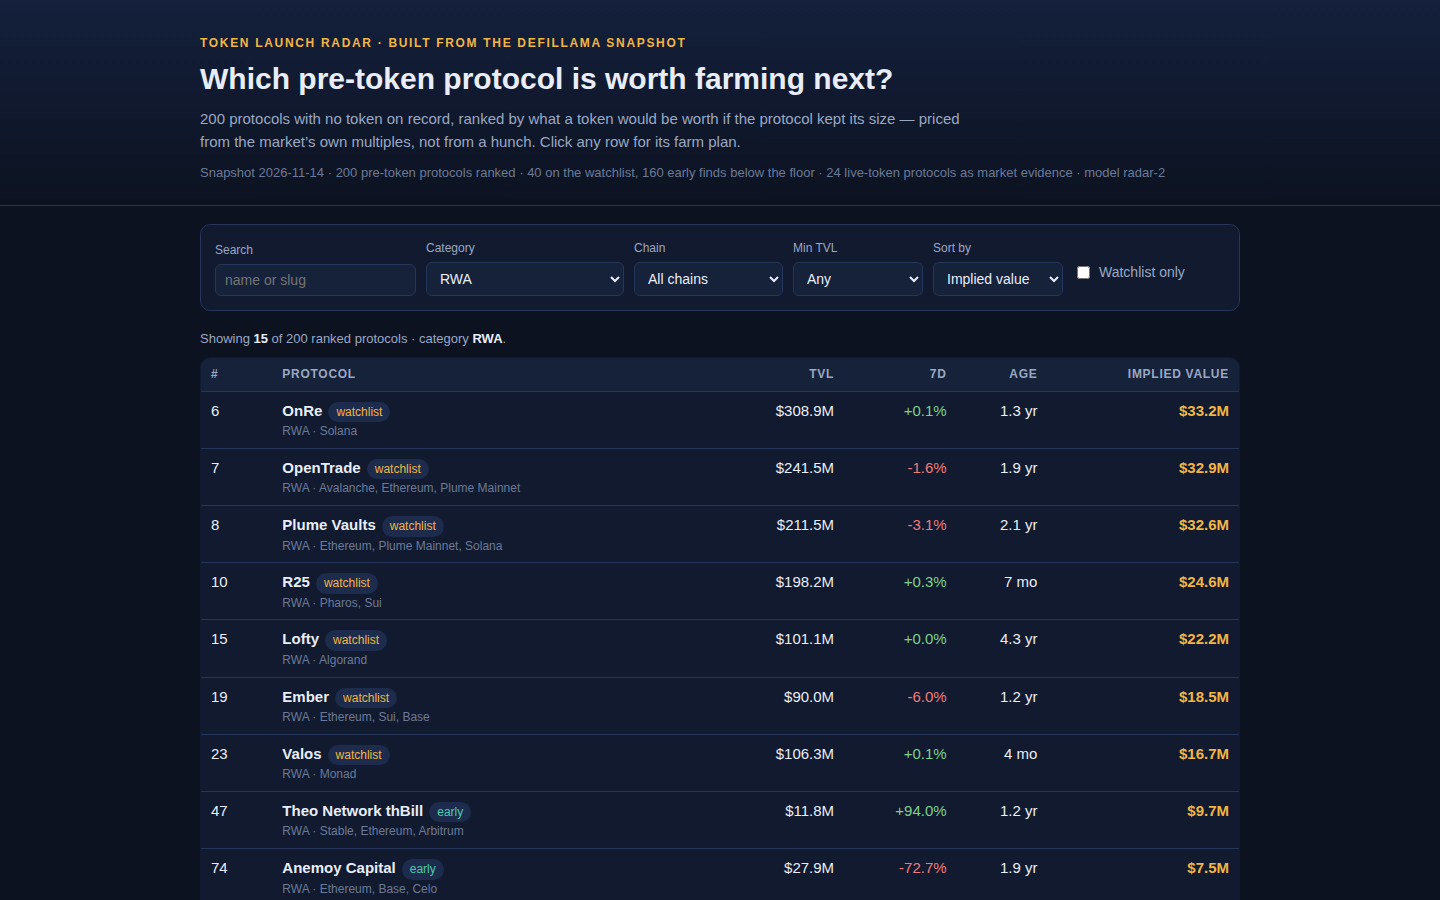 TOKEN LAUNCH RADAR · BUILT FROM THE DEFILLAMA SNAPSHOT
Which pre-token protocol is worth farming next?
200 protocols with no token on record, ranked by what a token would be worth if the protocol kept its size — priced
from the market’s own multiples, not from a hunch. Click any row for its farm plan.
Snapshot 2026-11-14 · 200 pre-token protocols ranked · 40 on the watchlist, 160 early finds below the floor · 24 live-token protocols as market evidence · model radar-2
Search Category Chain Min TVL Sort by
name or slug RWA All chains Any Implied value Watchlist only
Showing 15 of 200 ranked protocols · category RWA.
# PROTOCOL TVL 7D AGE IMPLIED VALUE
6 OnRe watchlist $308.9M +0.1% 1.3 yr $33.2M
RWA · Solana
7 OpenTrade watchlist $241.5M -1.6% 1.9 yr $32.9M
RWA · Avalanche, Ethereum, Plume Mainnet
8 Plume Vaults watchlist $211.5M -3.1% 2.1 yr $32.6M
RWA · Ethereum, Plume Mainnet, Solana
10 R25 watchlist $198.2M +0.3% 7 mo $24.6M
RWA · Pharos, Sui
15 Lofty watchlist $101.1M +0.0% 4.3 yr $22.2M
RWA · Algorand
19 Ember watchlist $90.0M -6.0% 1.2 yr $18.5M
RWA · Ethereum, Sui, Base
23 Valos watchlist $106.3M +0.1% 4 mo $16.7M
RWA · Monad
47 Theo Network thBill early $11.8M +94.0% 1.2 yr $9.7M
RWA · Stable, Ethereum, Arbitrum
74 Anemoy Capital early $27.9M -72.7% 1.9 yr $7.5M
RWA · Ethereum, Base, Celo